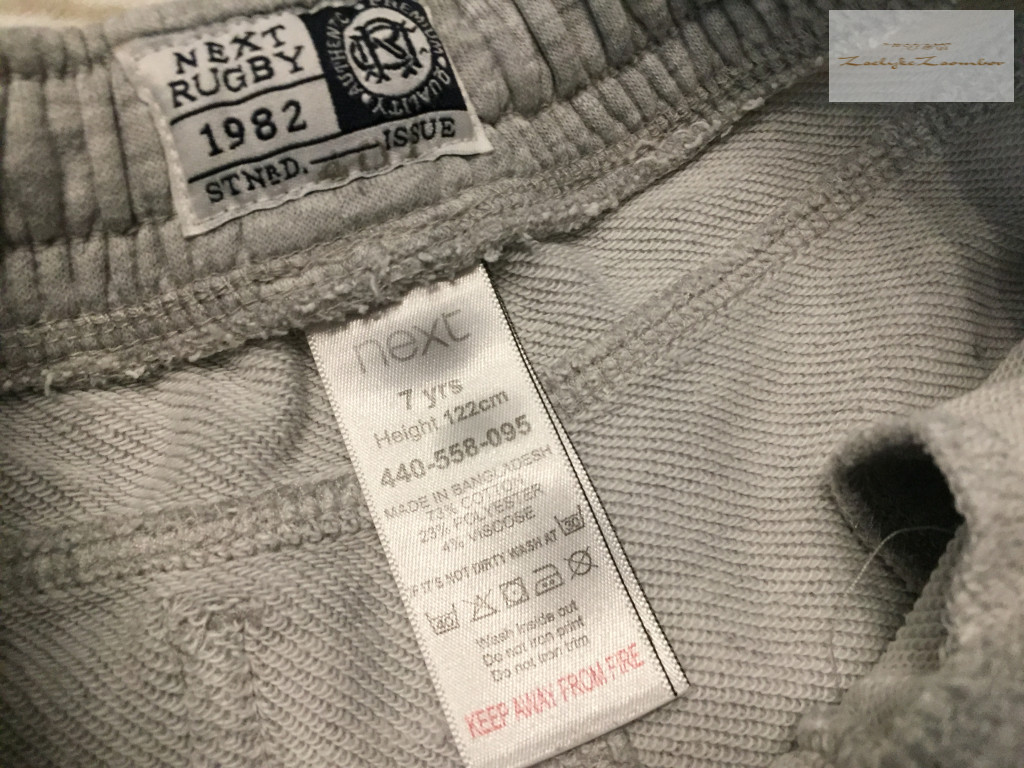 NEXT
RUGBY
1982
STNRD. ISSUE
AUTHENTIC PREMIUM QUALITY
next
7 yrs
Height 122cm
440-558-095
MADE IN BANGLADESH
73% COTTON
23% POLYESTER
4% VISCOSE
IF IT'S NOT DIRTY WASH AT 30
40
Wash inside out
Do not iron print
Do not iron trim
KEEP AWAY FROM FIRE